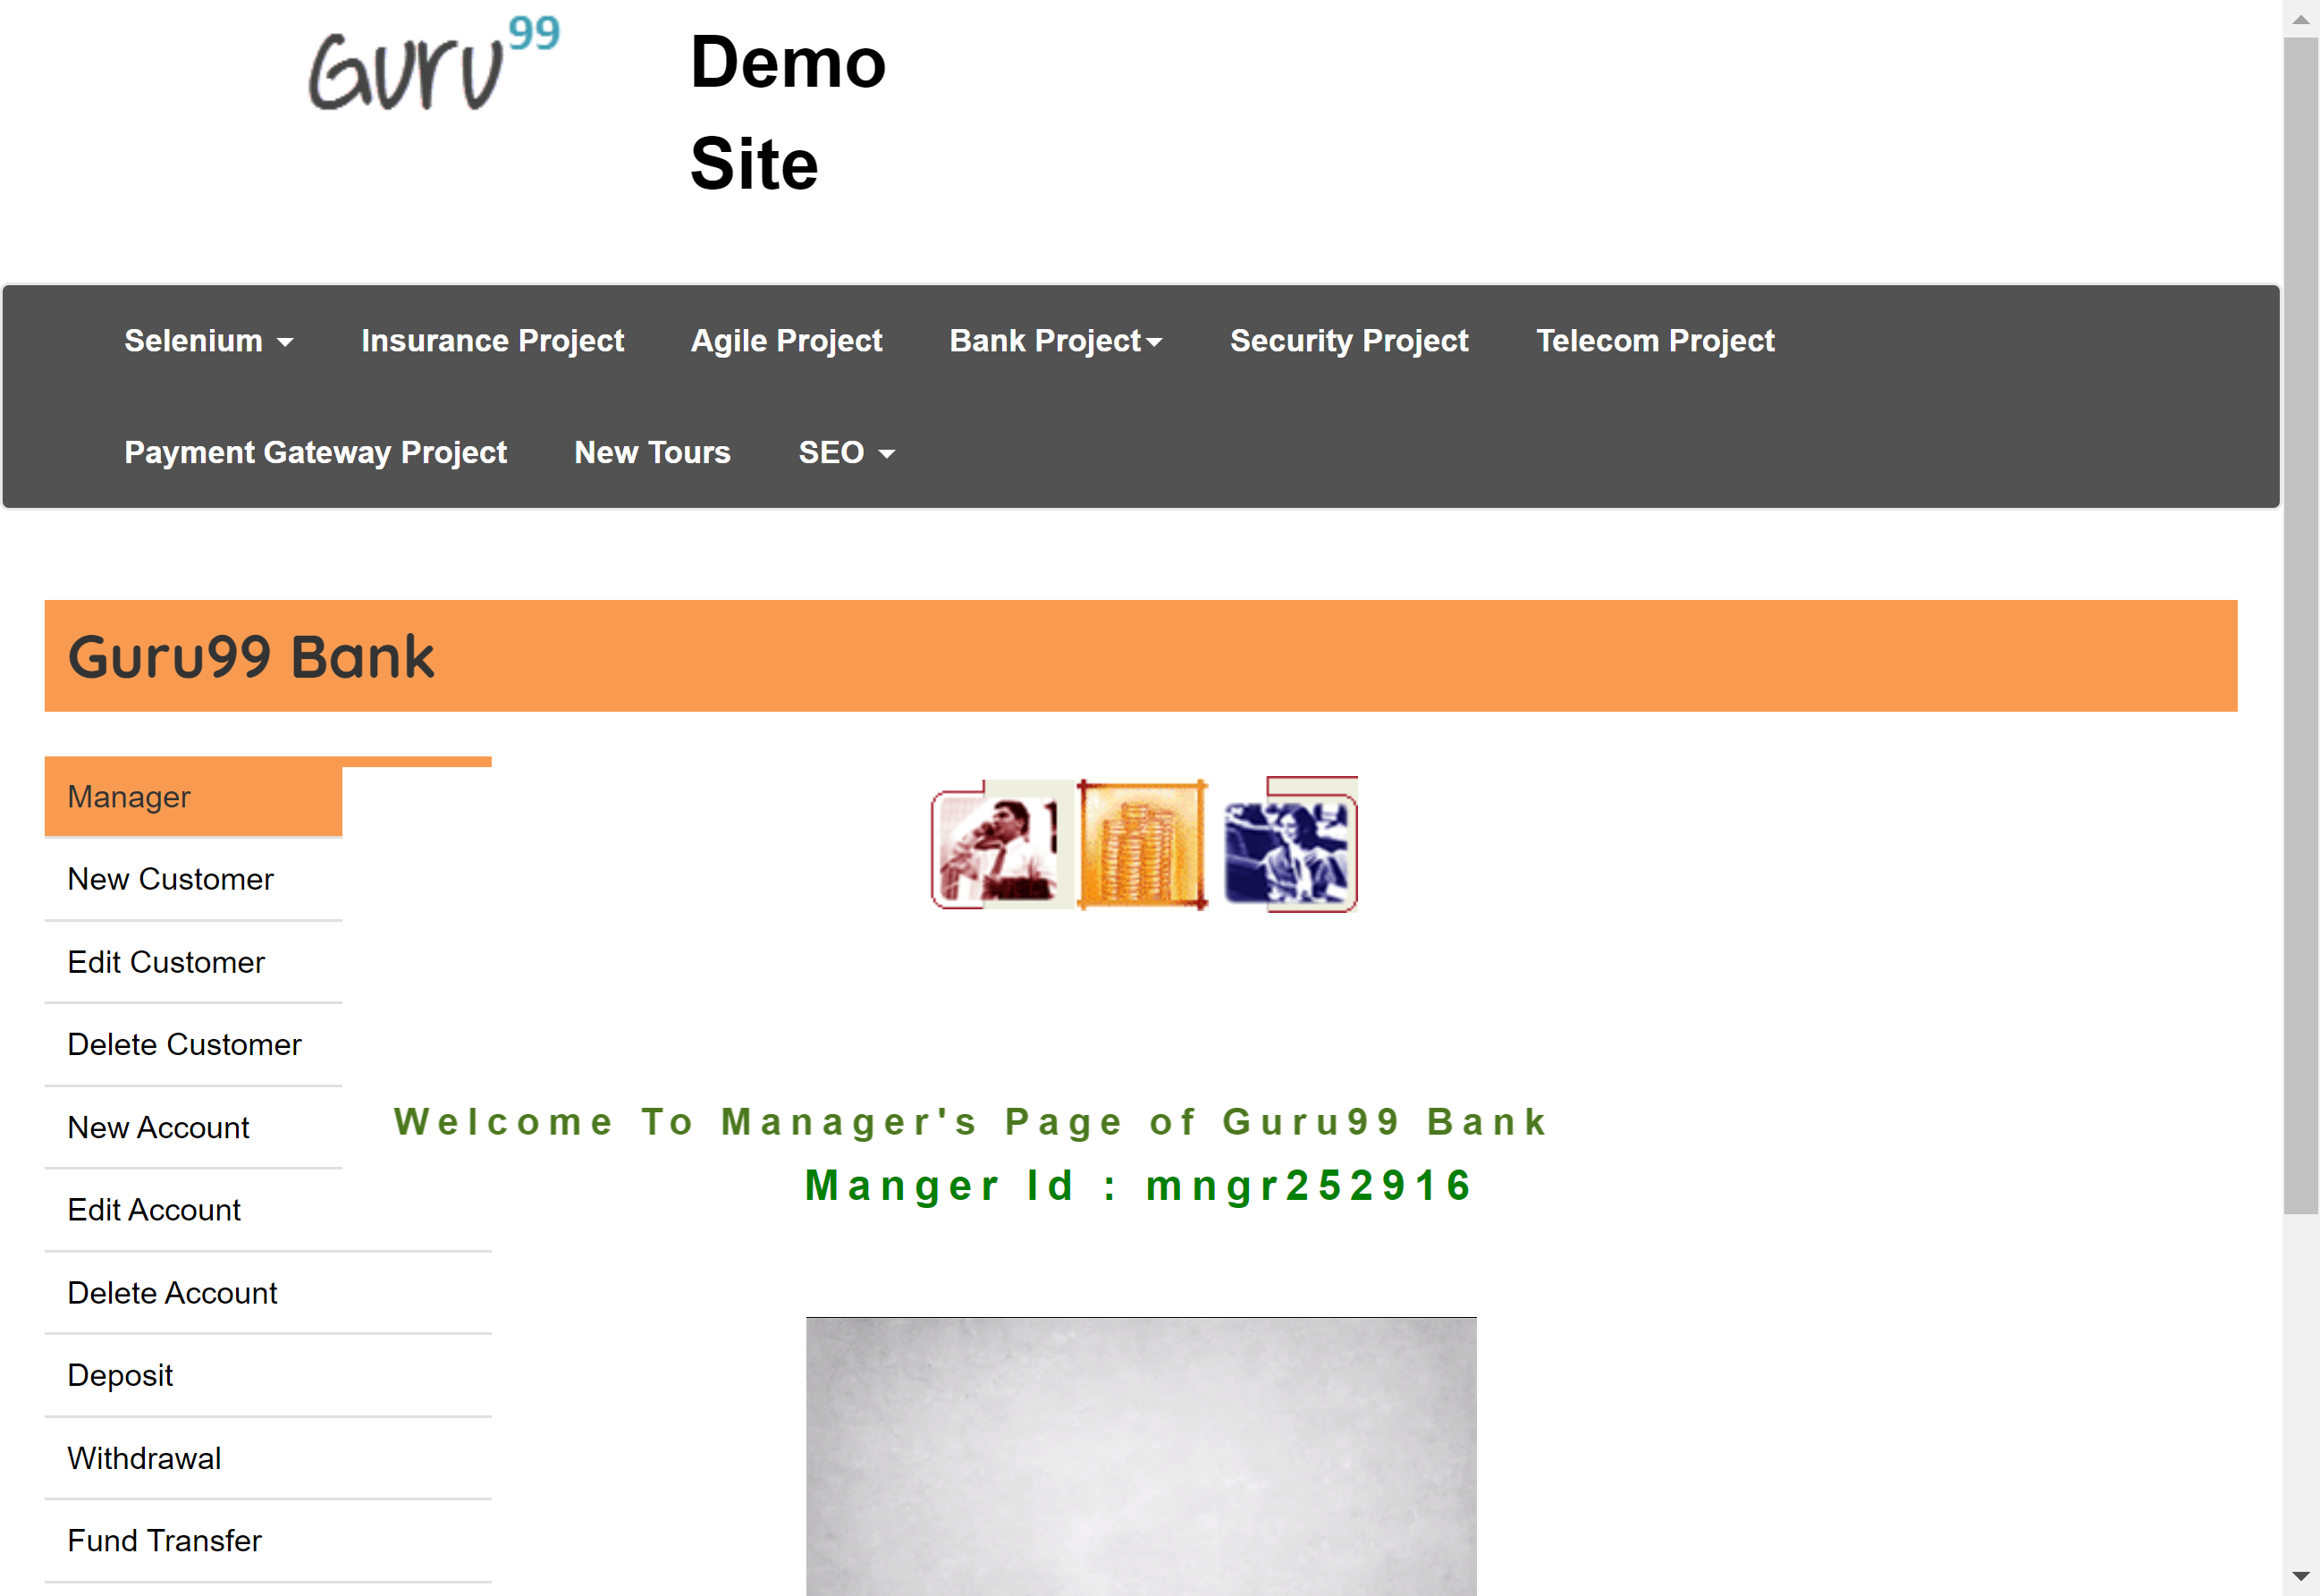 Guru99
Demo
Site
Selenium
Insurance Project
Agile Project
Bank Project
Security Project
Telecom Project
Payment Gateway Project
New Tours
SEO
Guru99 Bank
Manager
New Customer
Edit Customer
Delete Customer
New Account
Edit Account
Delete Account
Deposit
Withdrawal
Fund Transfer
Welcome To Manager's Page of Guru99 Bank
Manger Id : mngr252916